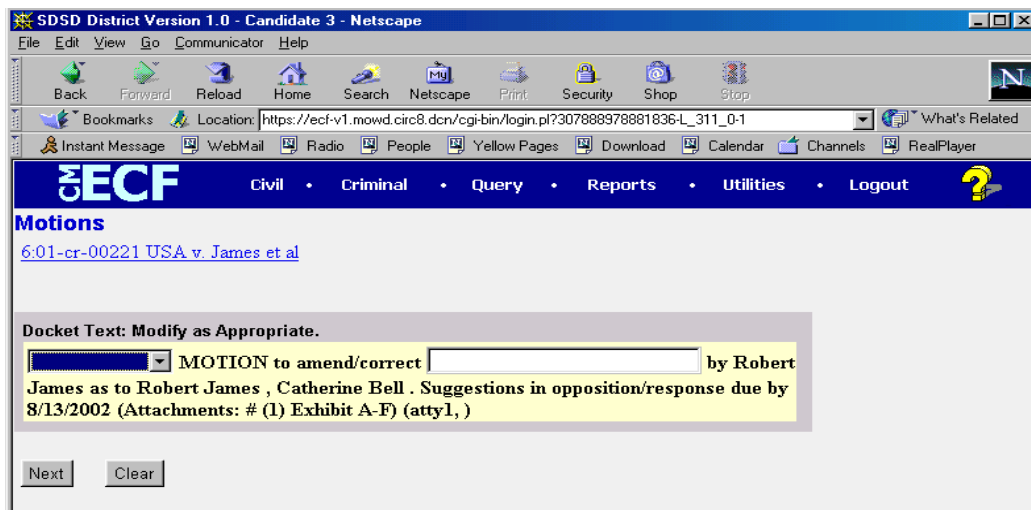 SDSD District Version 1.0 - Candidate 3 - Netscape
File Edit View Go Communicator Help
My N
Back Forward Reload Home Search Netscape Print Security Shop Stop
Bookmarks Location: https://ecf-v1.mowd.circ8.dcn/cgi-bin/login.pl?307888978881836-L_311_0-1 What's Related
Instant Message WebMail Radio People Yellow Pages Download Calendar Channels RealPlayer
CM ECF Civil • Criminal • Query • Reports • Utilities • Logout ?
Motions
6:01-cr-00221 USA v. James et al
Docket Text: Modify as Appropriate.
MOTION to amend/correct by Robert
James as to Robert James , Catherine Bell . Suggestions in opposition/response due by
8/13/2002 (Attachments: # (1) Exhibit A-F) (atty1, )
Next Clear